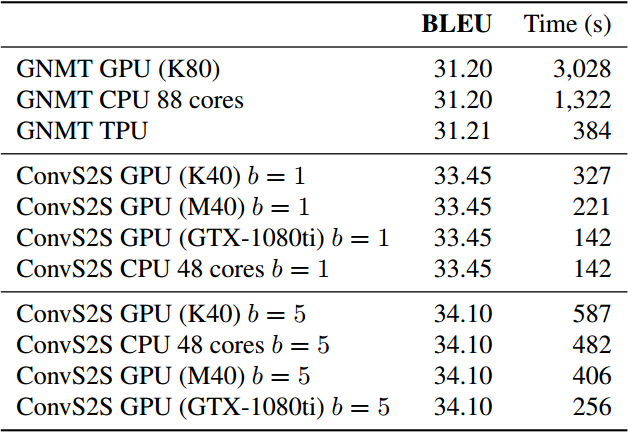 BLEU Time (s)
GNMT GPU (K80) 31.20 3,028
GNMT CPU 88 cores 31.20 1,322
GNMT TPU 31.21 384
ConvS2S GPU (K40) b = 1 33.45 327
ConvS2S GPU (M40) b = 1 33.45 221
ConvS2S GPU (GTX-1080ti) b = 1 33.45 142
ConvS2S CPU 48 cores b = 1 33.45 142
ConvS2S GPU (K40) b = 5 34.10 587
ConvS2S CPU 48 cores b = 5 34.10 482
ConvS2S GPU (M40) b = 5 34.10 406
ConvS2S GPU (GTX-1080ti) b = 5 34.10 256